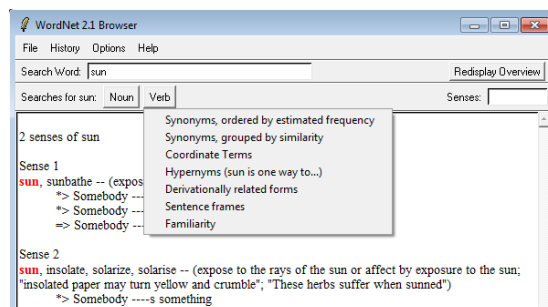 WordNet 2.1 Browser
File History Options Help
Search Word: sun Redisplay Overview
Searches for sun: Noun Verb Senses:
Synonyms, ordered by estimated frequency
Synonyms, grouped by similarity
Coordinate Terms
Hypernyms (sun is one way to...)
Derivationally related forms
Sentence frames
Familiarity
2 senses of sun
Sense 1
sun, sunbathe -- (expos
*> Somebody ----
*> Somebody ----
=> Somebody ----
Sense 2
sun, insolate, solarize, solarise -- (expose to the rays of the sun or affect by exposure to the sun;
"insolated paper may turn yellow and crumble"; "These herbs suffer when sunned")
*> Somebody ----s something